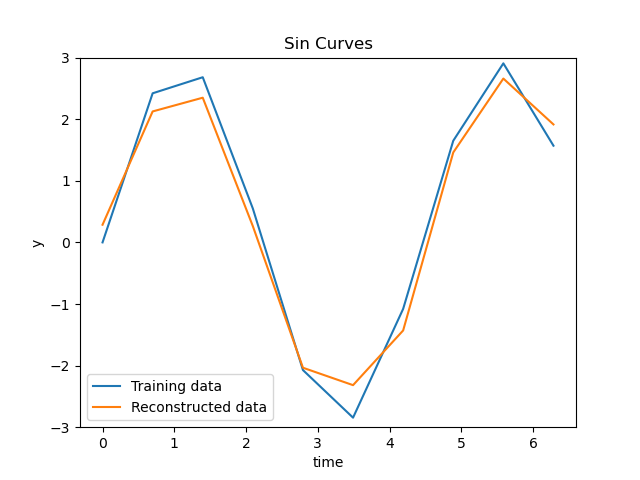 Sin Curves
3
2
1
0
−1
−2
−3
y
Training data
Reconstructed data
0 1 2 3 4 5 6
time